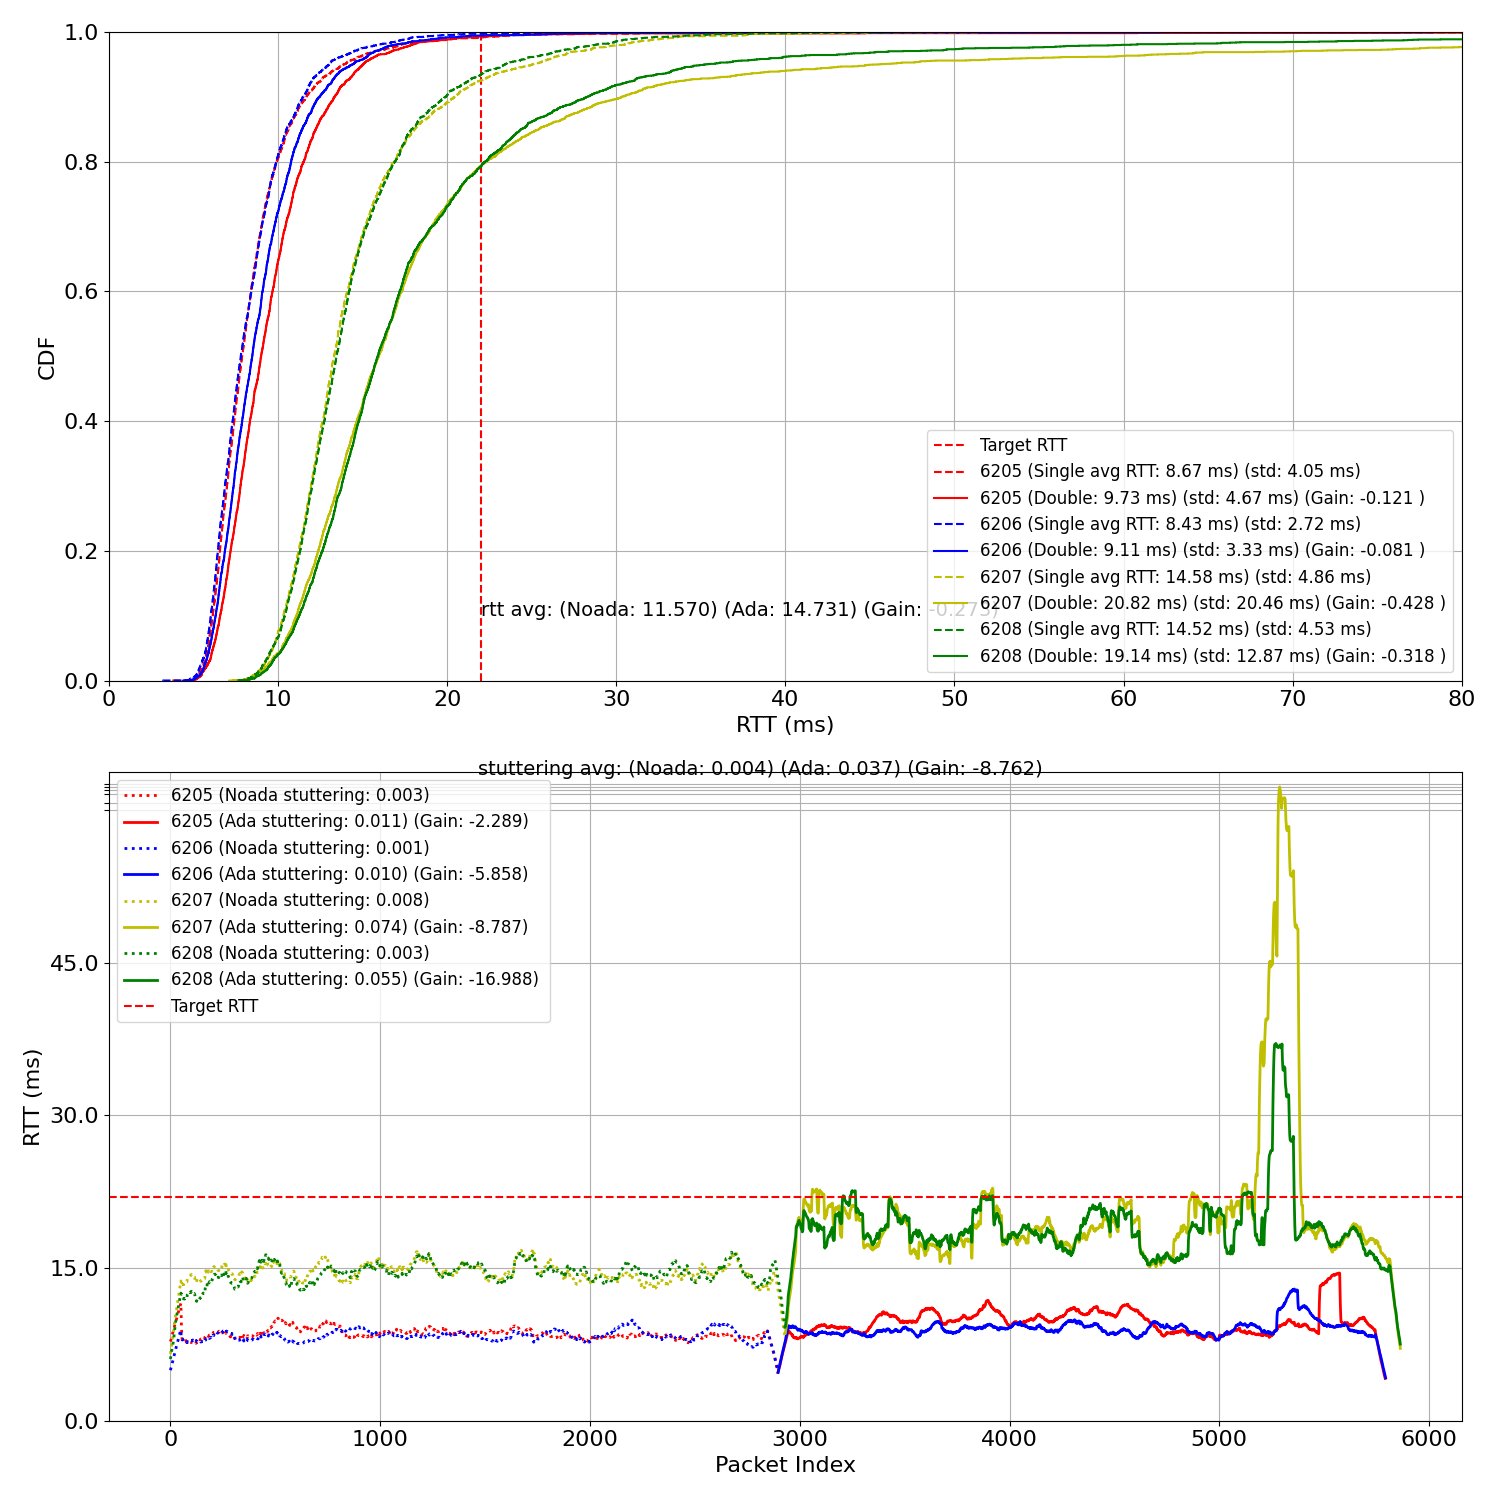 1.0
0.8
0.6
0.4
0.2
0.0
CDF
0 10 20 30 40 50 60 70 80
RTT (ms)
Target RTT
6205 (Single avg RTT: 8.67 ms) (std: 4.05 ms)
6205 (Double: 9.73 ms) (std: 4.67 ms) (Gain: -0.121 )
6206 (Single avg RTT: 8.43 ms) (std: 2.72 ms)
6206 (Double: 9.11 ms) (std: 3.33 ms) (Gain: -0.081 )
6207 (Single avg RTT: 14.58 ms) (std: 4.86 ms)
6207 (Double: 20.82 ms) (std: 20.46 ms) (Gain: -0.428 )
6208 (Single avg RTT: 14.52 ms) (std: 4.53 ms)
6208 (Double: 19.14 ms) (std: 12.87 ms) (Gain: -0.318 )
rtt avg: (Noada: 11.570) (Ada: 14.731) (Gain: -0.273)
stuttering avg: (Noada: 0.004) (Ada: 0.037) (Gain: -8.762)
6205 (Noada stuttering: 0.003)
6205 (Ada stuttering: 0.011) (Gain: -2.289)
6206 (Noada stuttering: 0.001)
6206 (Ada stuttering: 0.010) (Gain: -5.858)
6207 (Noada stuttering: 0.008)
6207 (Ada stuttering: 0.074) (Gain: -8.787)
6208 (Noada stuttering: 0.003)
6208 (Ada stuttering: 0.055) (Gain: -16.988)
Target RTT
45.0
30.0
15.0
0.0
RTT (ms)
0 1000 2000 3000 4000 5000 6000
Packet Index